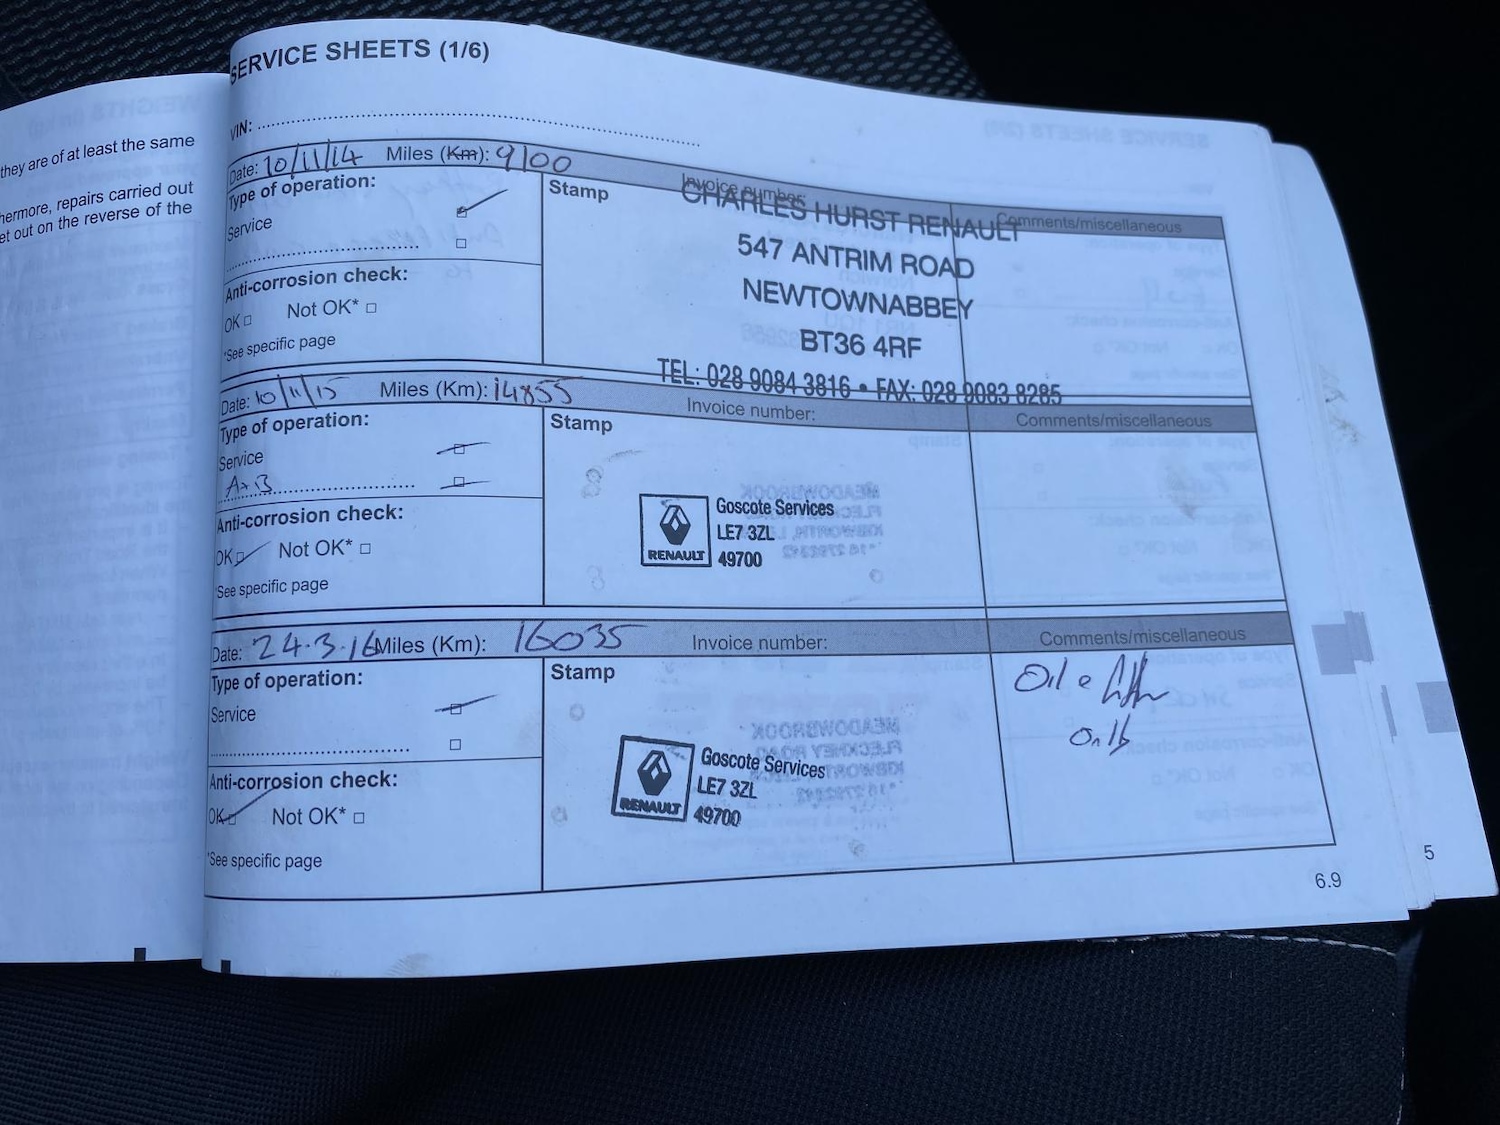 they are of at least the same
hermore, repairs carried out
et out on the reverse of the
SERVICE SHEETS (1/6)
VIN:
Date: 10/11/14 Miles (Km): 9100 Invoice number:
Type of operation:
Service
Anti-corrosion check:
OK Not OK*
*See specific page
Stamp
CHARLES HURST RENAULT
547 ANTRIM ROAD
NEWTOWNABBEY
BT36 4RF
TEL: 028 9084 3816 • FAX: 028 9083 8285
Comments/miscellaneous
Date: 10/11/15 Miles (Km): 14855 Invoice number:
Type of operation:
Service
A+B
Anti-corrosion check:
OK Not OK*
*See specific page
Stamp
RENAULT
Goscote Services
LE7 3ZL
49700
Comments/miscellaneous
Date: 24.3.16 Miles (Km): 16035 Invoice number:
Type of operation:
Service
Anti-corrosion check:
OK Not OK*
*See specific page
Stamp
RENAULT
Goscote Services
LE7 3ZL
49700
Comments/miscellaneous
Oil
6.9
5